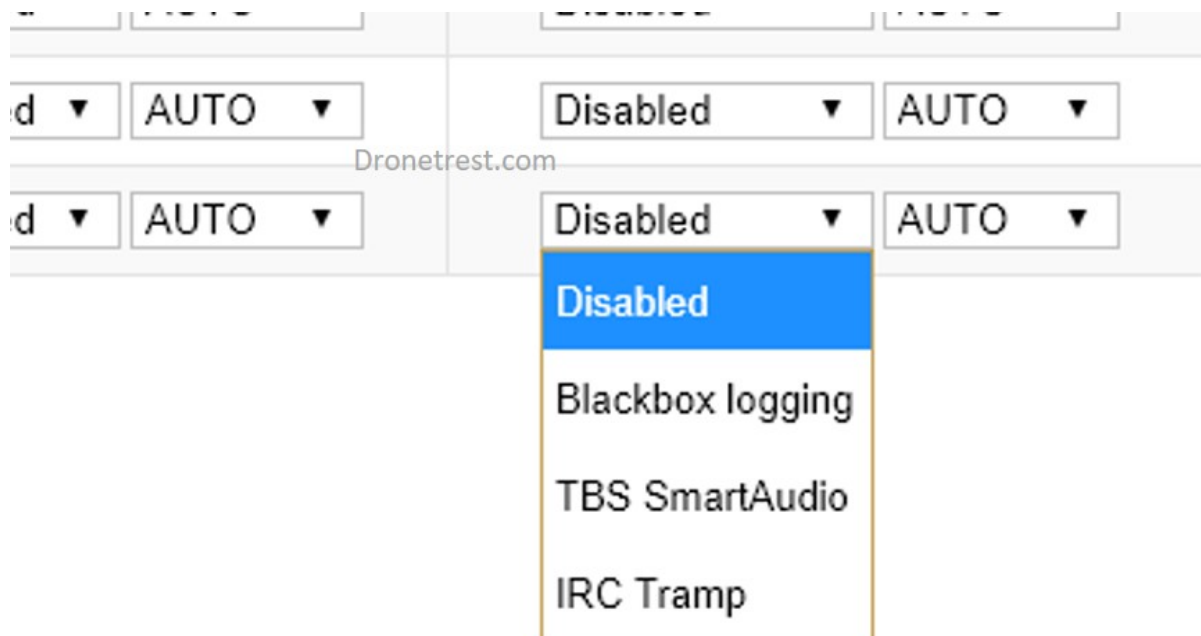 d ▼ AUTO ▼ Disabled ▼ AUTO ▼
Dronetrest.com
d ▼ AUTO ▼ Disabled ▼ AUTO ▼
Disabled
Blackbox logging
TBS SmartAudio
IRC Tramp